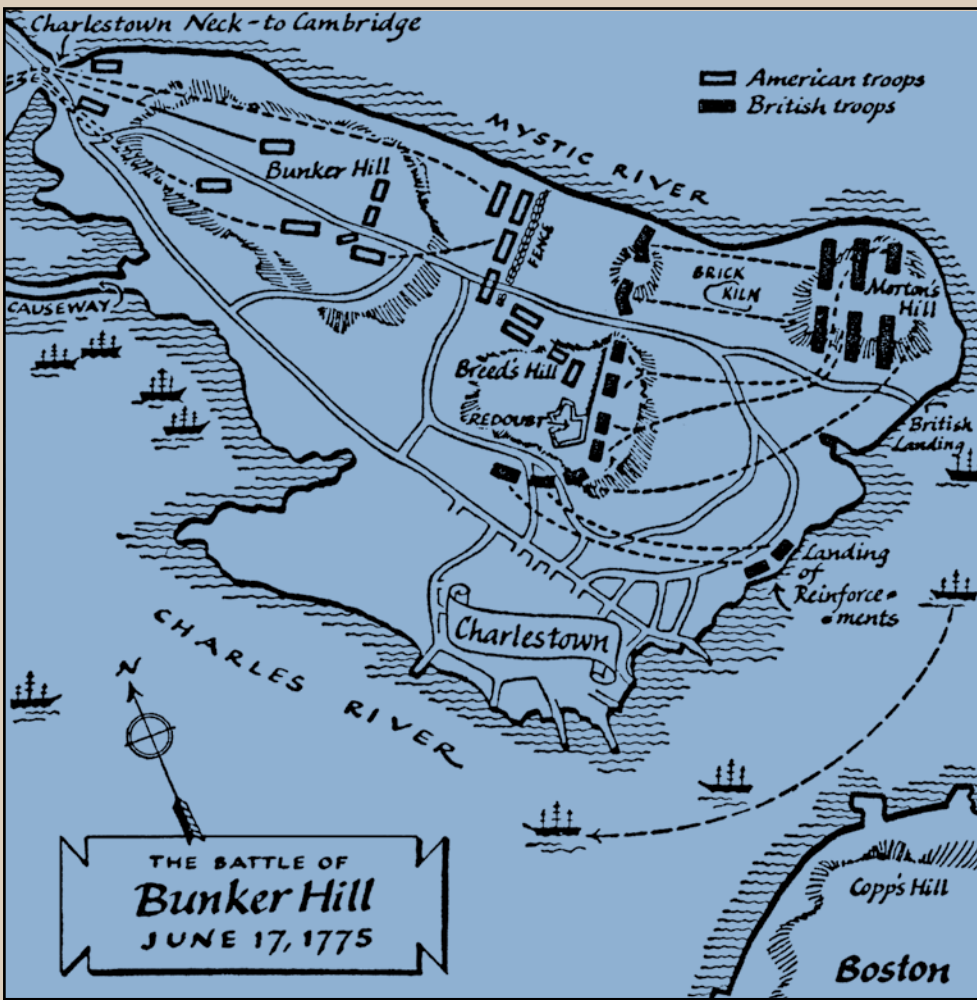 Charlestown Neck - to Cambridge
American troops
British troops
MYSTIC RIVER
Bunker Hill
FENCE
BRICK
KILN
Morton's
Hill
CAUSEWAY
Breed's Hill
REDOUBT
British
Landing
Landing
of
Reinforce-
-ments
Charlestown
CHARLES RIVER
N
THE BATTLE OF
Bunker Hill
JUNE 17, 1775
Copp's Hill
Boston